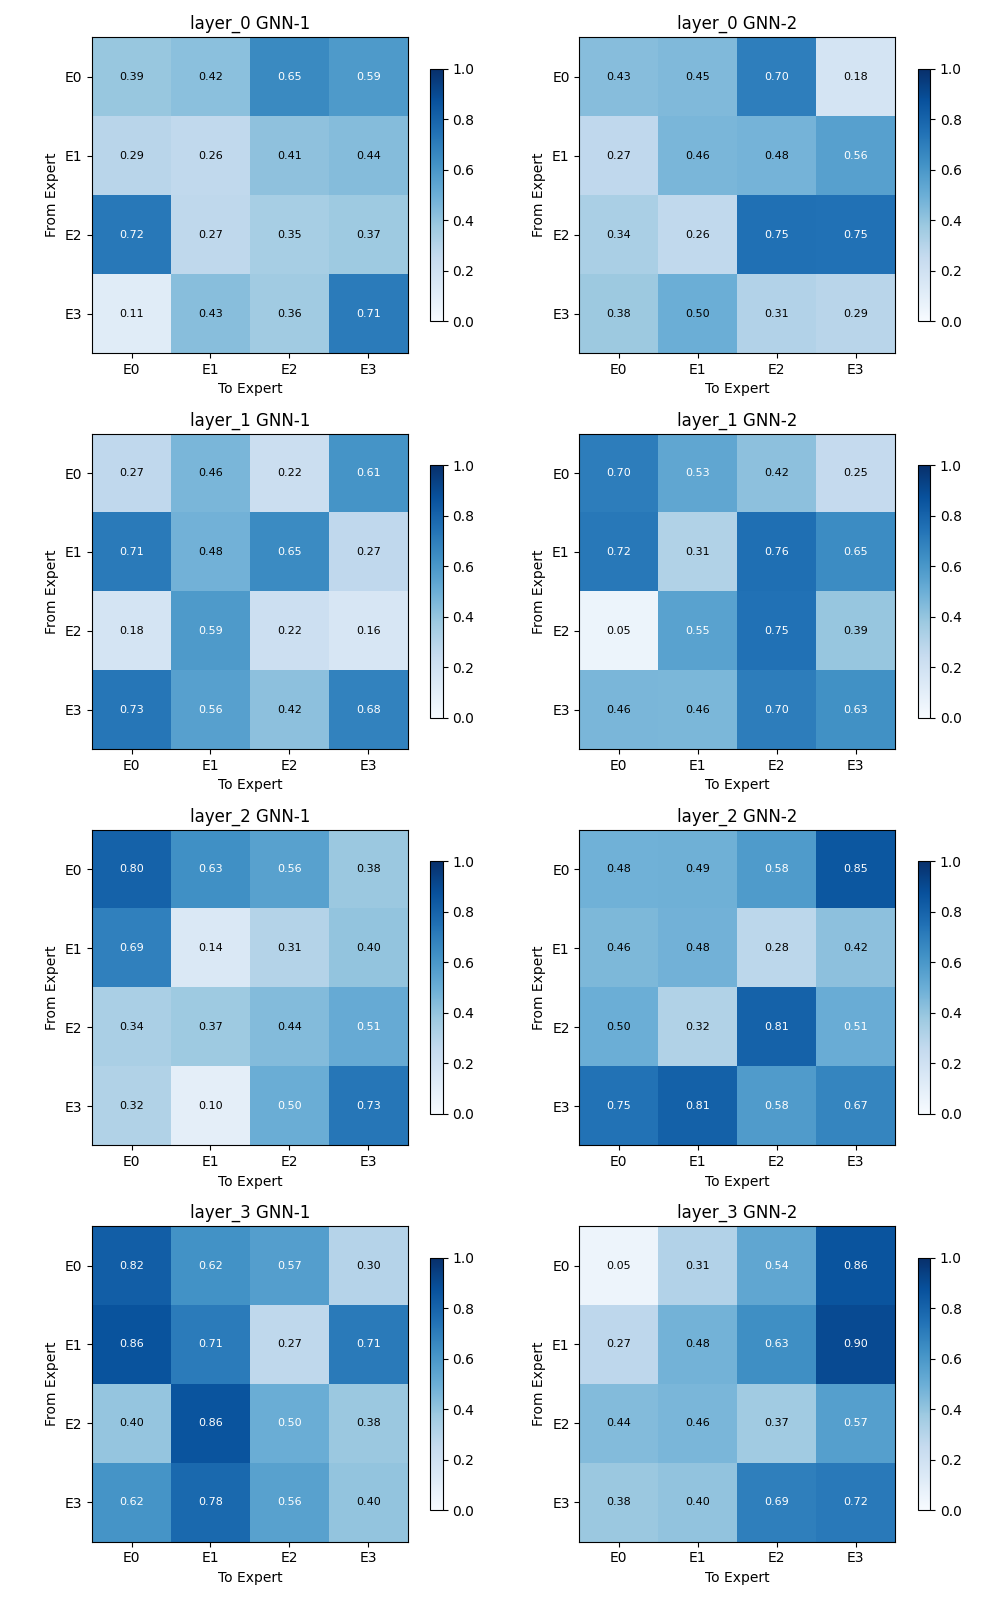 layer_0 GNN-1
From Expert
E0 0.39 0.42 0.65 0.59
E1 0.29 0.26 0.41 0.44
E2 0.72 0.27 0.35 0.37
E3 0.11 0.43 0.36 0.71
E0 E1 E2 E3
To Expert
1.0
0.8
0.6
0.4
0.2
0.0
layer_0 GNN-2
From Expert
E0 0.43 0.45 0.70 0.18
E1 0.27 0.46 0.48 0.56
E2 0.34 0.26 0.75 0.75
E3 0.38 0.50 0.31 0.29
E0 E1 E2 E3
To Expert
1.0
0.8
0.6
0.4
0.2
0.0
layer_1 GNN-1
From Expert
E0 0.27 0.46 0.22 0.61
E1 0.71 0.48 0.65 0.27
E2 0.18 0.59 0.22 0.16
E3 0.73 0.56 0.42 0.68
E0 E1 E2 E3
To Expert
1.0
0.8
0.6
0.4
0.2
0.0
layer_1 GNN-2
From Expert
E0 0.70 0.53 0.42 0.25
E1 0.72 0.31 0.76 0.65
E2 0.05 0.55 0.75 0.39
E3 0.46 0.46 0.70 0.63
E0 E1 E2 E3
To Expert
1.0
0.8
0.6
0.4
0.2
0.0
layer_2 GNN-1
From Expert
E0 0.80 0.63 0.56 0.38
E1 0.69 0.14 0.31 0.40
E2 0.34 0.37 0.44 0.51
E3 0.32 0.10 0.50 0.73
E0 E1 E2 E3
To Expert
1.0
0.8
0.6
0.4
0.2
0.0
layer_2 GNN-2
From Expert
E0 0.48 0.49 0.58 0.85
E1 0.46 0.48 0.28 0.42
E2 0.50 0.32 0.81 0.51
E3 0.75 0.81 0.58 0.67
E0 E1 E2 E3
To Expert
1.0
0.8
0.6
0.4
0.2
0.0
layer_3 GNN-1
From Expert
E0 0.82 0.62 0.57 0.30
E1 0.86 0.71 0.27 0.71
E2 0.40 0.86 0.50 0.38
E3 0.62 0.78 0.56 0.40
E0 E1 E2 E3
To Expert
1.0
0.8
0.6
0.4
0.2
0.0
layer_3 GNN-2
From Expert
E0 0.05 0.31 0.54 0.86
E1 0.27 0.48 0.63 0.90
E2 0.44 0.46 0.37 0.57
E3 0.38 0.40 0.69 0.72
E0 E1 E2 E3
To Expert
1.0
0.8
0.6
0.4
0.2
0.0